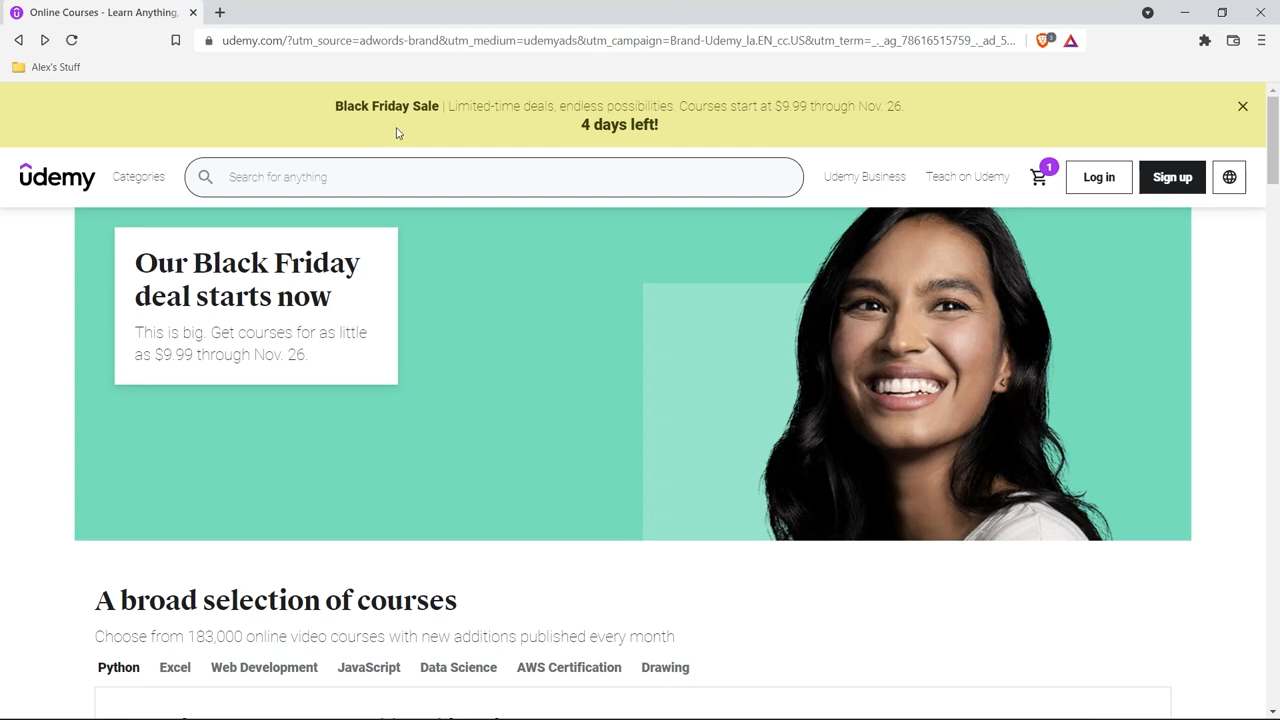 Online Courses - Learn Anything,
udemy.com/?utm_source=adwords-brand&utm_medium=udemyads&utm_campaign=Brand-Udemy_la.EN_cc.US&utm_term=_._ag_78616515759_._ad_5...
3
Alex's Stuff
Black Friday Sale | Limited-time deals, endless possibilities. Courses start at $9.99 through Nov. 26.
4 days left!
udemy
Categories
Search for anything
Udemy Business
Teach on Udemy
1
Log in
Sign up
Our Black Friday
deal starts now
This is big. Get courses for as little
as $9.99 through Nov. 26.
A broad selection of courses
Choose from 183,000 online video courses with new additions published every month
Python Excel Web Development JavaScript Data Science AWS Certification Drawing